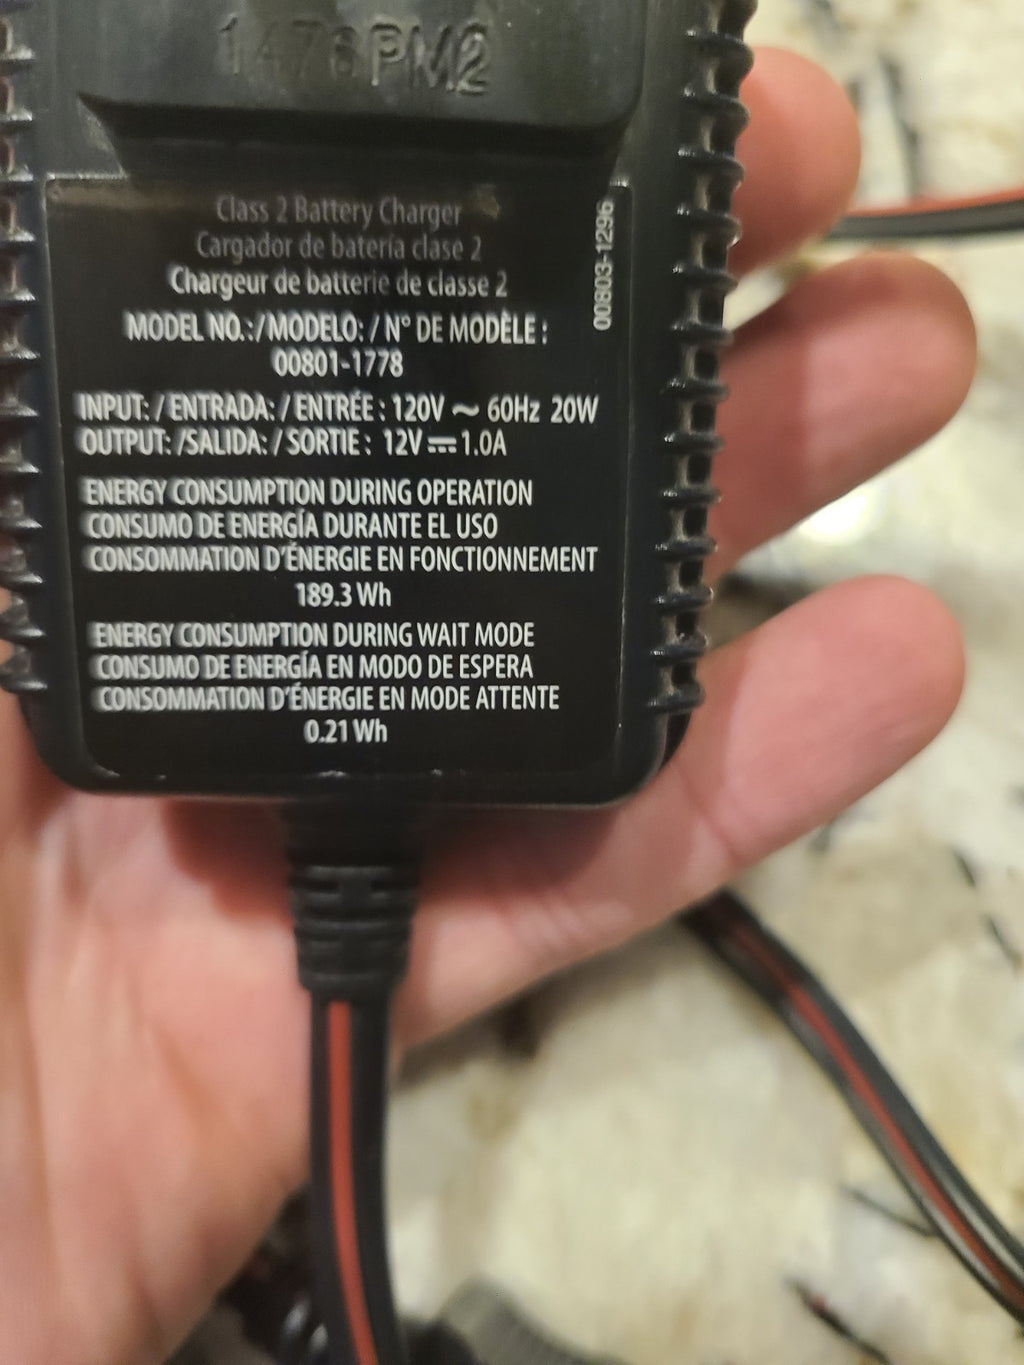 1476PM2
Class 2 Battery Charger
Cargador de batería clase 2
Chargeur de batterie de classe 2
00803-1296
MODEL NO.:/MODELO: / N° DE MODÈLE :
00801-1778
INPUT: / ENTRADA: / ENTRÉE : 120V ~ 60Hz 20W
OUTPUT: /SALIDA: / SORTIE : 12V ⎓ 1.0A
ENERGY CONSUMPTION DURING OPERATION
CONSUMO DE ENERGÍA DURANTE EL USO
CONSOMMATION D'ÉNERGIE EN FONCTIONNEMENT
189.3 Wh
ENERGY CONSUMPTION DURING WAIT MODE
CONSUMO DE ENERGÍA EN MODO DE ESPERA
CONSOMMATION D'ÉNERGIE EN MODE ATTENTE
0.21 Wh